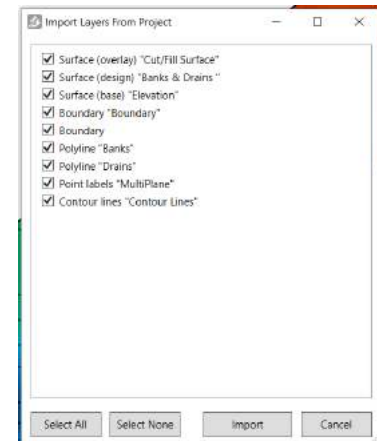 Import Layers From Project
Surface (overlay) "Cut/Fill Surface"
Surface (design) "Banks & Drains "
Surface (base) "Elevation"
Boundary "Boundary"
Boundary
Polyline "Banks"
Polyline "Drains"
Point labels "MultiPlane"
Contour lines "Contour Lines"
Select All Select None Import Cancel